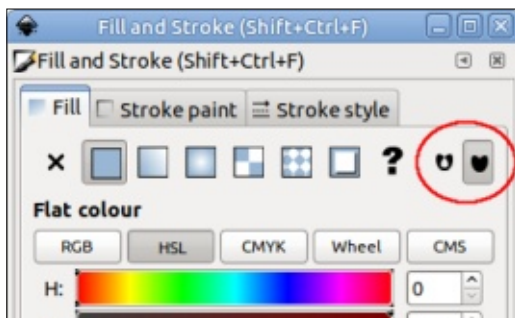 Fill and Stroke (Shift+Ctrl+F)
Fill and Stroke (Shift+Ctrl+F)
Fill Stroke paint Stroke style
?
Flat colour
RGB HSL CMYK Wheel CMS
H: 0